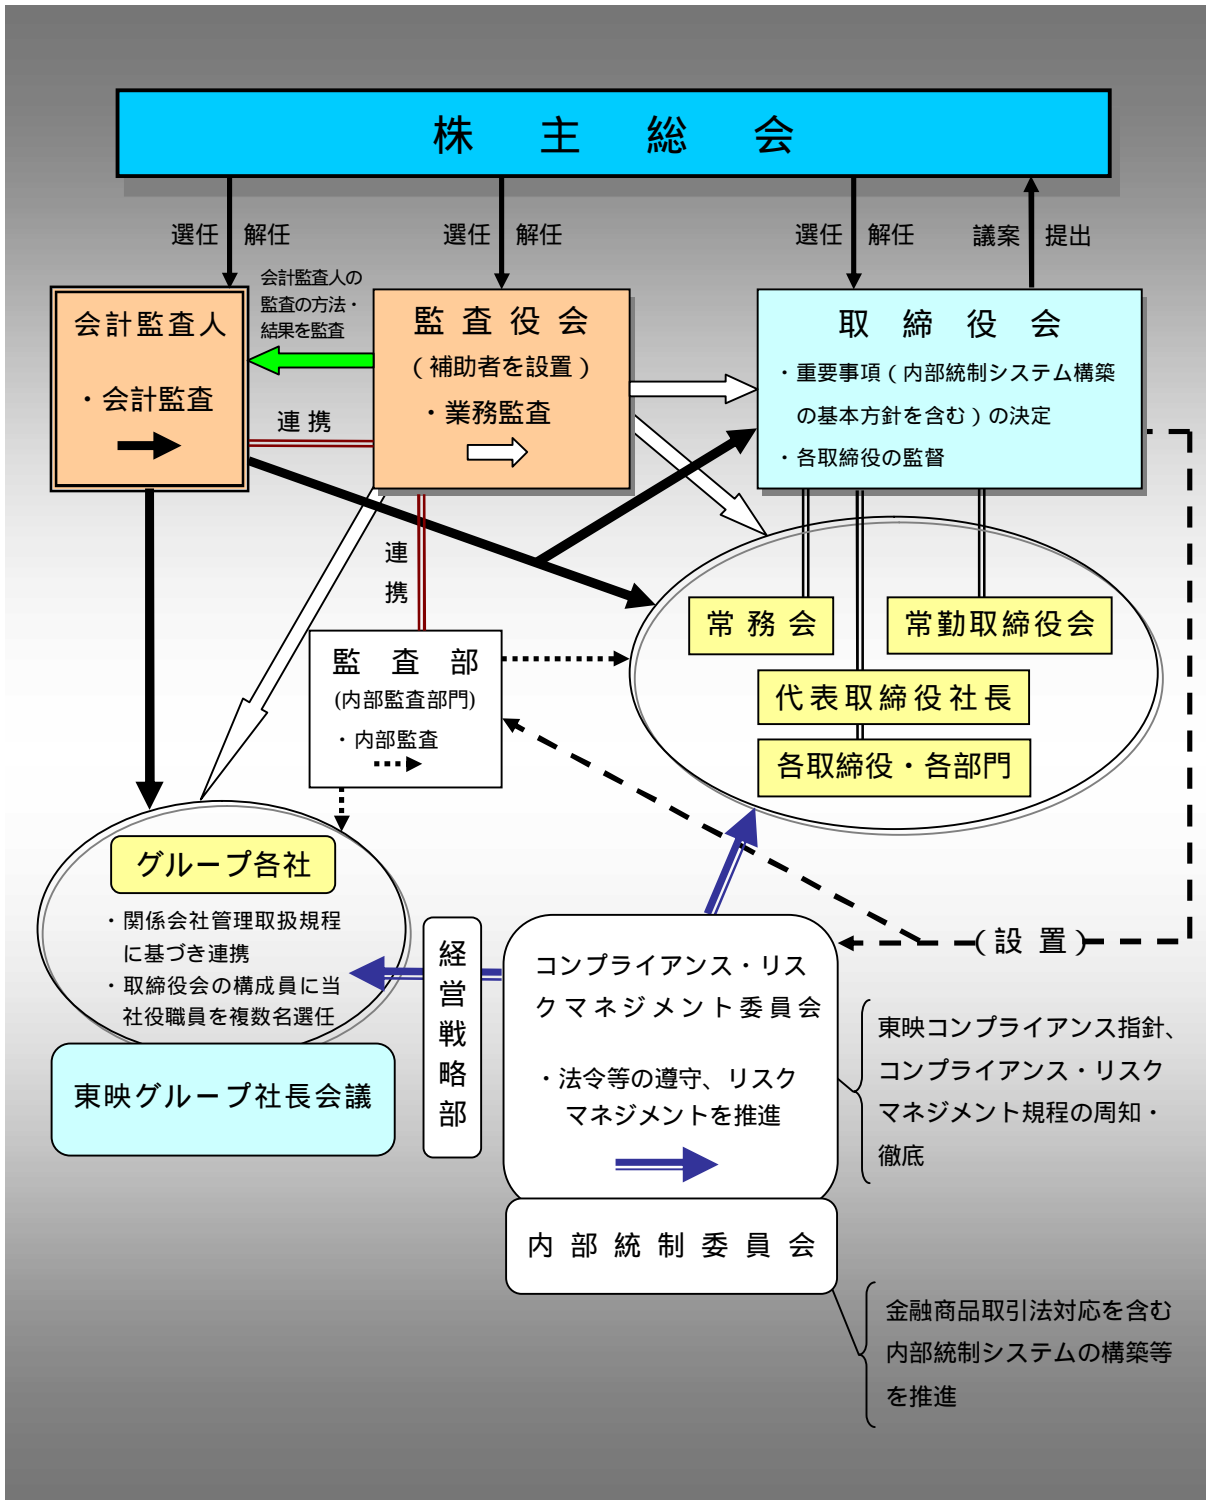 株主総会
選任 解任
選任 解任
選任 解任
議案 提出
会計監査人の
監査の方法・
結果を監査
会計監査人
・会計監査
連携
監査役会
(補助者を設置)
・業務監査
取締役会
・重要事項(内部統制システム構築
の基本方針を含む)の決定
・各取締役の監督
連
携
監査部
(内部監査部門)
・内部監査
常務会
常勤取締役会
代表取締役社長
各取締役・各部門
グループ各社
・関係会社管理取扱規程
に基づき連携
・取締役会の構成員に当
社役職員を複数名選任
東映グループ社長会議
経
営
戦
略
部
(設置)
コンプライアンス・リス
クマネジメント委員会
・法令等の遵守、リスク
マネジメントを推進
東映コンプライアンス指針、
コンプライアンス・リスク
マネジメント規程の周知・
徹底
内部統制委員会
金融商品取引法対応を含む
内部統制システムの構築等
を推進